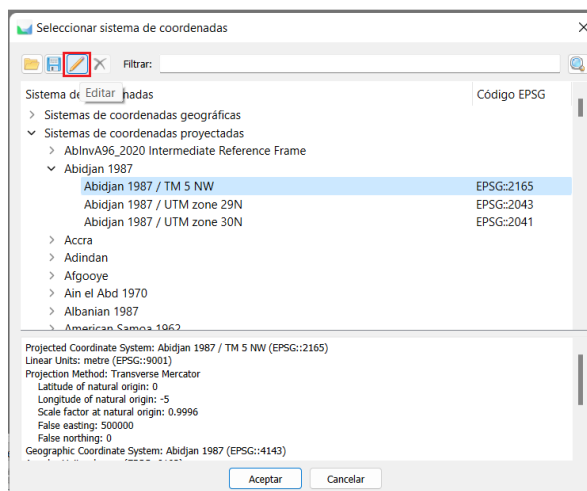 Seleccionar sistema de coordenadas
Filtrar:
Sistema de nadas Código EPSG
Editar
Sistemas de coordenadas geográficas
Sistemas de coordenadas proyectadas
AbInvA96_2020 Intermediate Reference Frame
Abidjan 1987
Abidjan 1987 / TM 5 NW EPSG::2165
Abidjan 1987 / UTM zone 29N EPSG::2043
Abidjan 1987 / UTM zone 30N EPSG::2041
Accra
Adindan
Afgooye
Ain el Abd 1970
Albanian 1987
American Samoa 1962
Projected Coordinate System: Abidjan 1987 / TM 5 NW (EPSG::2165)
Linear Units: metre (EPSG::9001)
Projection Method: Transverse Mercator
Latitude of natural origin: 0
Longitude of natural origin: -5
Scale factor at natural origin: 0.9996
False easting: 500000
False northing: 0
Geographic Coordinate System: Abidjan 1987 (EPSG::4143)
Aceptar Cancelar